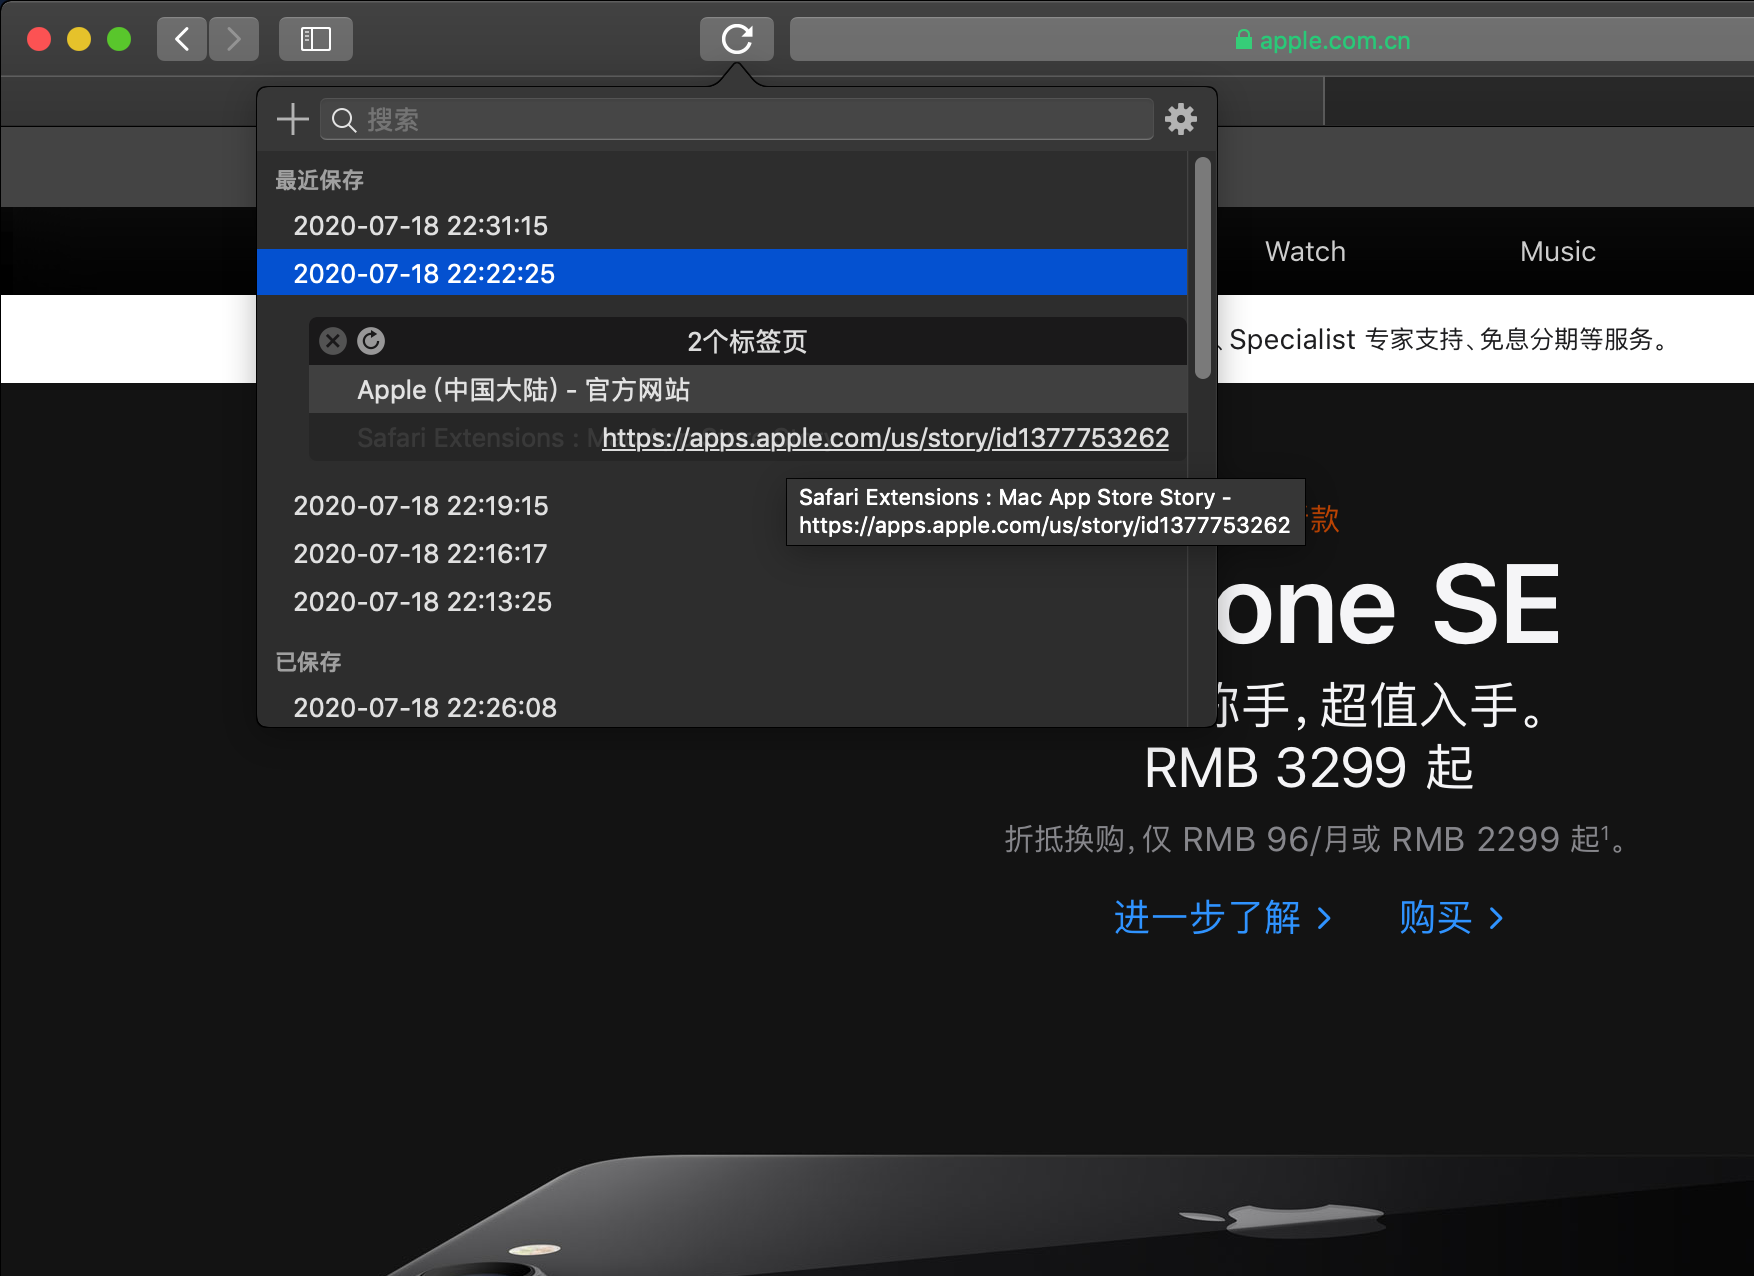 apple.com.cn
搜索
最近保存
2020-07-18 22:31:15
2020-07-18 22:22:25
2个标签页
Apple (中国大陆) - 官方网站
Safari Extensions : M
https://apps.apple.com/us/story/id1377753262
Safari Extensions : Mac App Store Story -
https://apps.apple.com/us/story/id1377753262
2020-07-18 22:19:15
2020-07-18 22:16:17
2020-07-18 22:13:25
已保存
2020-07-18 22:26:08
Watch
Music
、Specialist 专家支持、免息分期等服务。
款
one SE
手，超值入手。
RMB 3299 起
折抵换购，仅 RMB 96/月或 RMB 2299 起¹。
进一步了解 >
购买 >